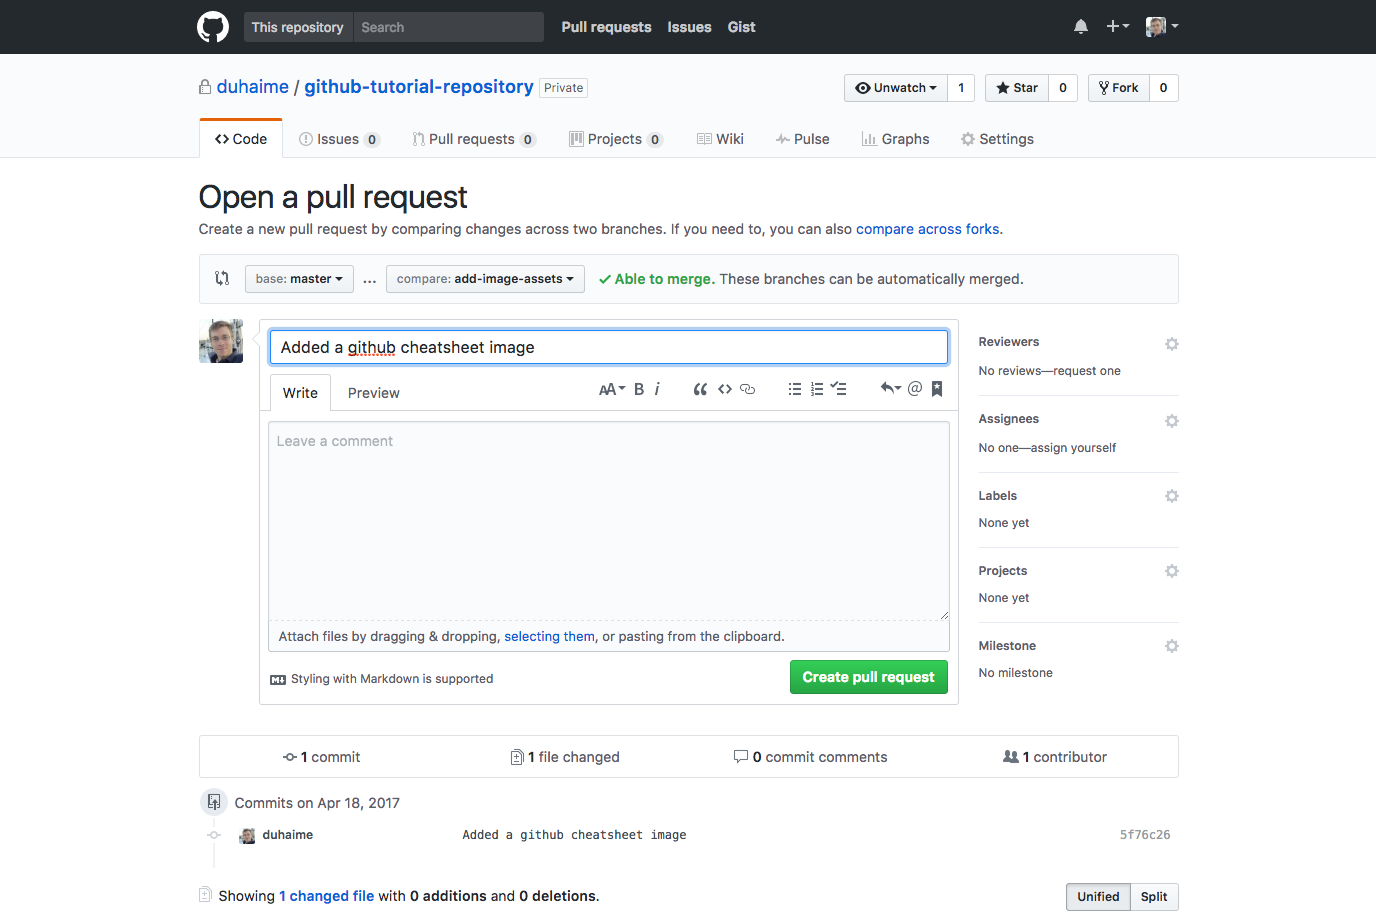 This repository Search Pull requests Issues Gist
duhaime / github-tutorial-repository Private Unwatch 1 Star 0 Fork 0
Code Issues 0 Pull requests 0 Projects 0 Wiki Pulse Graphs Settings
Open a pull request
Create a new pull request by comparing changes across two branches. If you need to, you can also compare across forks.
base: master ... compare: add-image-assets Able to merge. These branches can be automatically merged.
Added a github cheatsheet image
Write Preview AA B i
Leave a comment
Attach files by dragging & dropping, selecting them, or pasting from the clipboard.
Styling with Markdown is supported Create pull request
Reviewers
No reviews—request one
Assignees
No one—assign yourself
Labels
None yet
Projects
None yet
Milestone
No milestone
1 commit 1 file changed 0 commit comments 1 contributor
Commits on Apr 18, 2017
duhaime Added a github cheatsheet image 5f76c26
Showing 1 changed file with 0 additions and 0 deletions. Unified Split